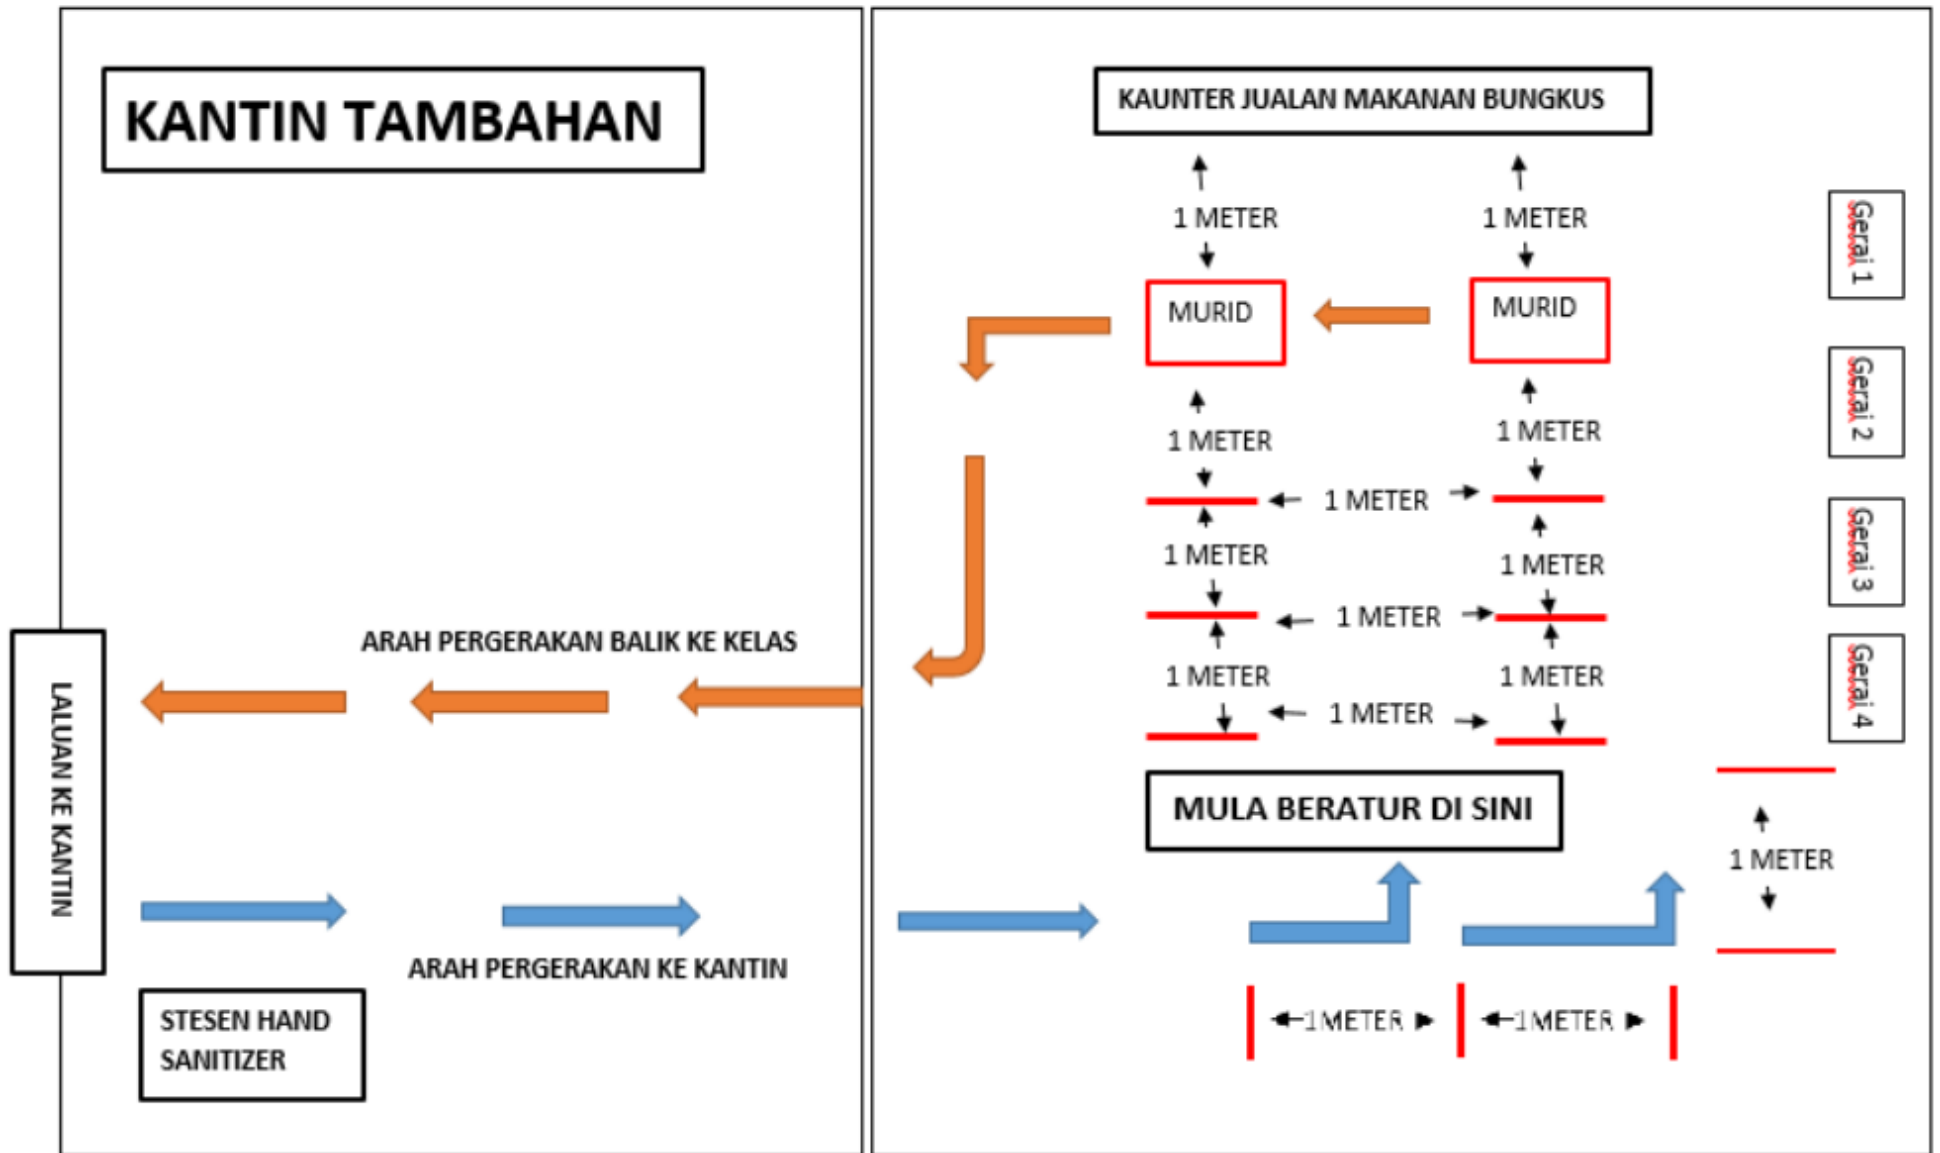 KANTIN TAMBAHAN
ARAH PERGERAKAN BALIK KE KELAS
LALUAN KE KANTIN
ARAH PERGERAKAN KE KANTIN
STESEN HAND
SANITIZER
KAUNTER JUALAN MAKANAN BUNGKUS
1 METER
1 METER
MURID
MURID
1 METER
1 METER
1 METER
1 METER
1 METER
1 METER
1 METER
1 METER
1 METER
MULA BERATUR DI SINI
1 METER
1METER
1METER
Gerai 1
Gerai 2
Gerai 3
Gerai 4